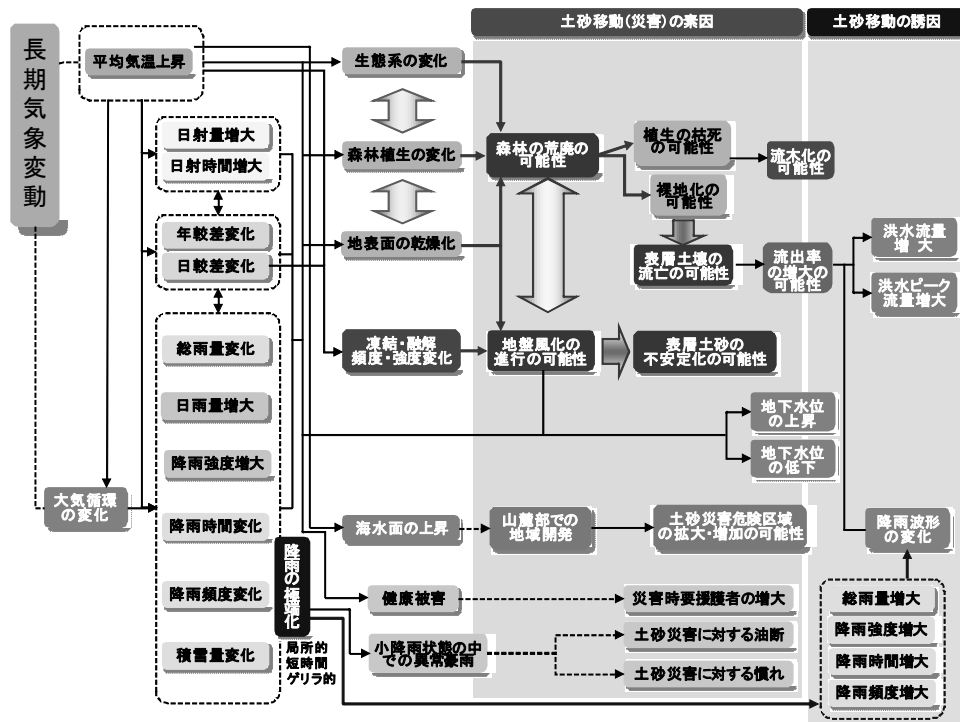 土砂移動(災害)の素因
土砂移動の誘因
長期気象変動
平均気温上昇
日射量増大
日射時間増大
年較差変化
日較差変化
総雨量変化
日雨量増大
降雨強度増大
降雨時間変化
降雨頻度変化
積雪量変化
大気循環
の変化
降雨の極端化
局所的
短時間
ゲリラ的
生態系の変化
森林植生の変化
地表面の乾燥化
凍結・融解
頻度・強度変化
海水面の上昇
健康被害
小降雨状態の中
での異常豪雨
森林の荒廃の
可能性
地盤風化の
進行の可能性
山麓部での
地域開発
植生の枯死
の可能性
裸地化の
可能性
表層土壌の
流亡の可能性
表層土砂の
不安定化の可能性
土砂災害危険区域
の拡大・増加の可能性
災害時要援護者の増大
土砂災害に対する油断
土砂災害に対する慣れ
流木化の
可能性
流出率
の増大の
可能性
地下水位
の上昇
地下水位
の低下
洪水流量
増 大
洪水ピーク
流量増大
降雨波形
の変化
総雨量増大
降雨強度増大
降雨時間増大
降雨頻度増大